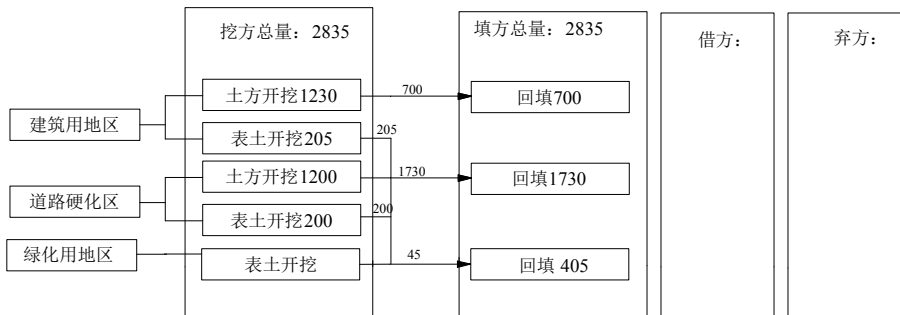 挖方总量：2835
填方总量：2835
借方：
弃方：
建筑用地区
土方开挖1230
700
回填700
表土开挖205
205
道路硬化区
土方开挖1200
1730
回填1730
表土开挖200
200
绿化用地区
表土开挖
45
回填 405